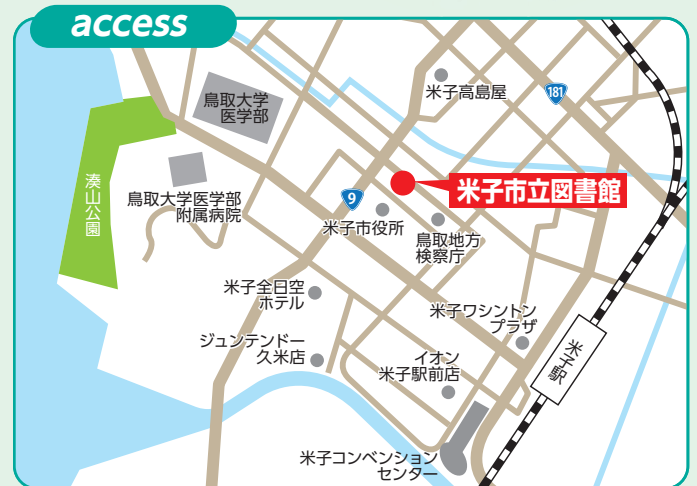 access
米子高島屋
181
鳥取大学
医学部
米子市立図書館
湊山公園
鳥取大学医学部
附属病院
9
米子市役所
鳥取地方
検察庁
米子全日空
ホテル
米子ワシントン
プラザ
ジュンテンドー
久米店
イオン
米子駅前店
米子駅
米子コンベンション
センター